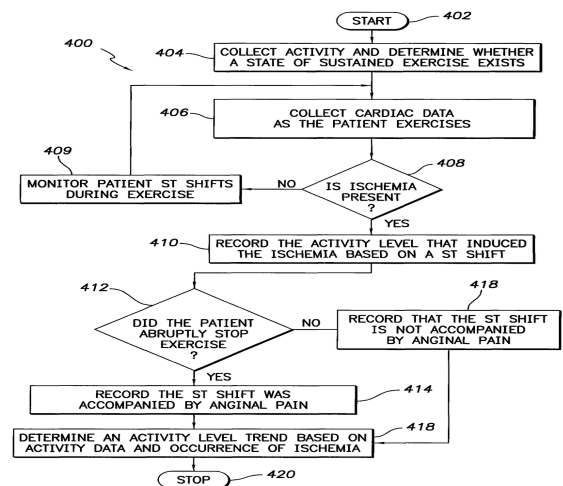 START
402
400
404
COLLECT ACTIVITY AND DETERMINE WHETHER
A STATE OF SUSTAINED EXERCISE EXISTS
406
COLLECT CARDIAC DATA
AS THE PATIENT EXERCISES
409
MONITOR PATIENT ST SHIFTS
DURING EXERCISE
NO
408
IS ISCHEMIA
PRESENT
?
YES
410
RECORD THE ACTIVITY LEVEL THAT INDUCED
THE ISCHEMIA BASED ON A ST SHIFT
412
DID THE PATIENT
ABRUPTLY STOP
EXERCISE
?
NO
418
RECORD THAT THE ST SHIFT
IS NOT ACCOMPANIED
BY ANGINAL PAIN
YES
RECORD THE ST SHIFT WAS
ACCOMPANIED BY ANGINAL PAIN
414
DETERMINE AN ACTIVITY LEVEL TREND BASED ON
ACTIVITY DATA AND OCCURRENCE OF ISCHEMIA
418
STOP
420